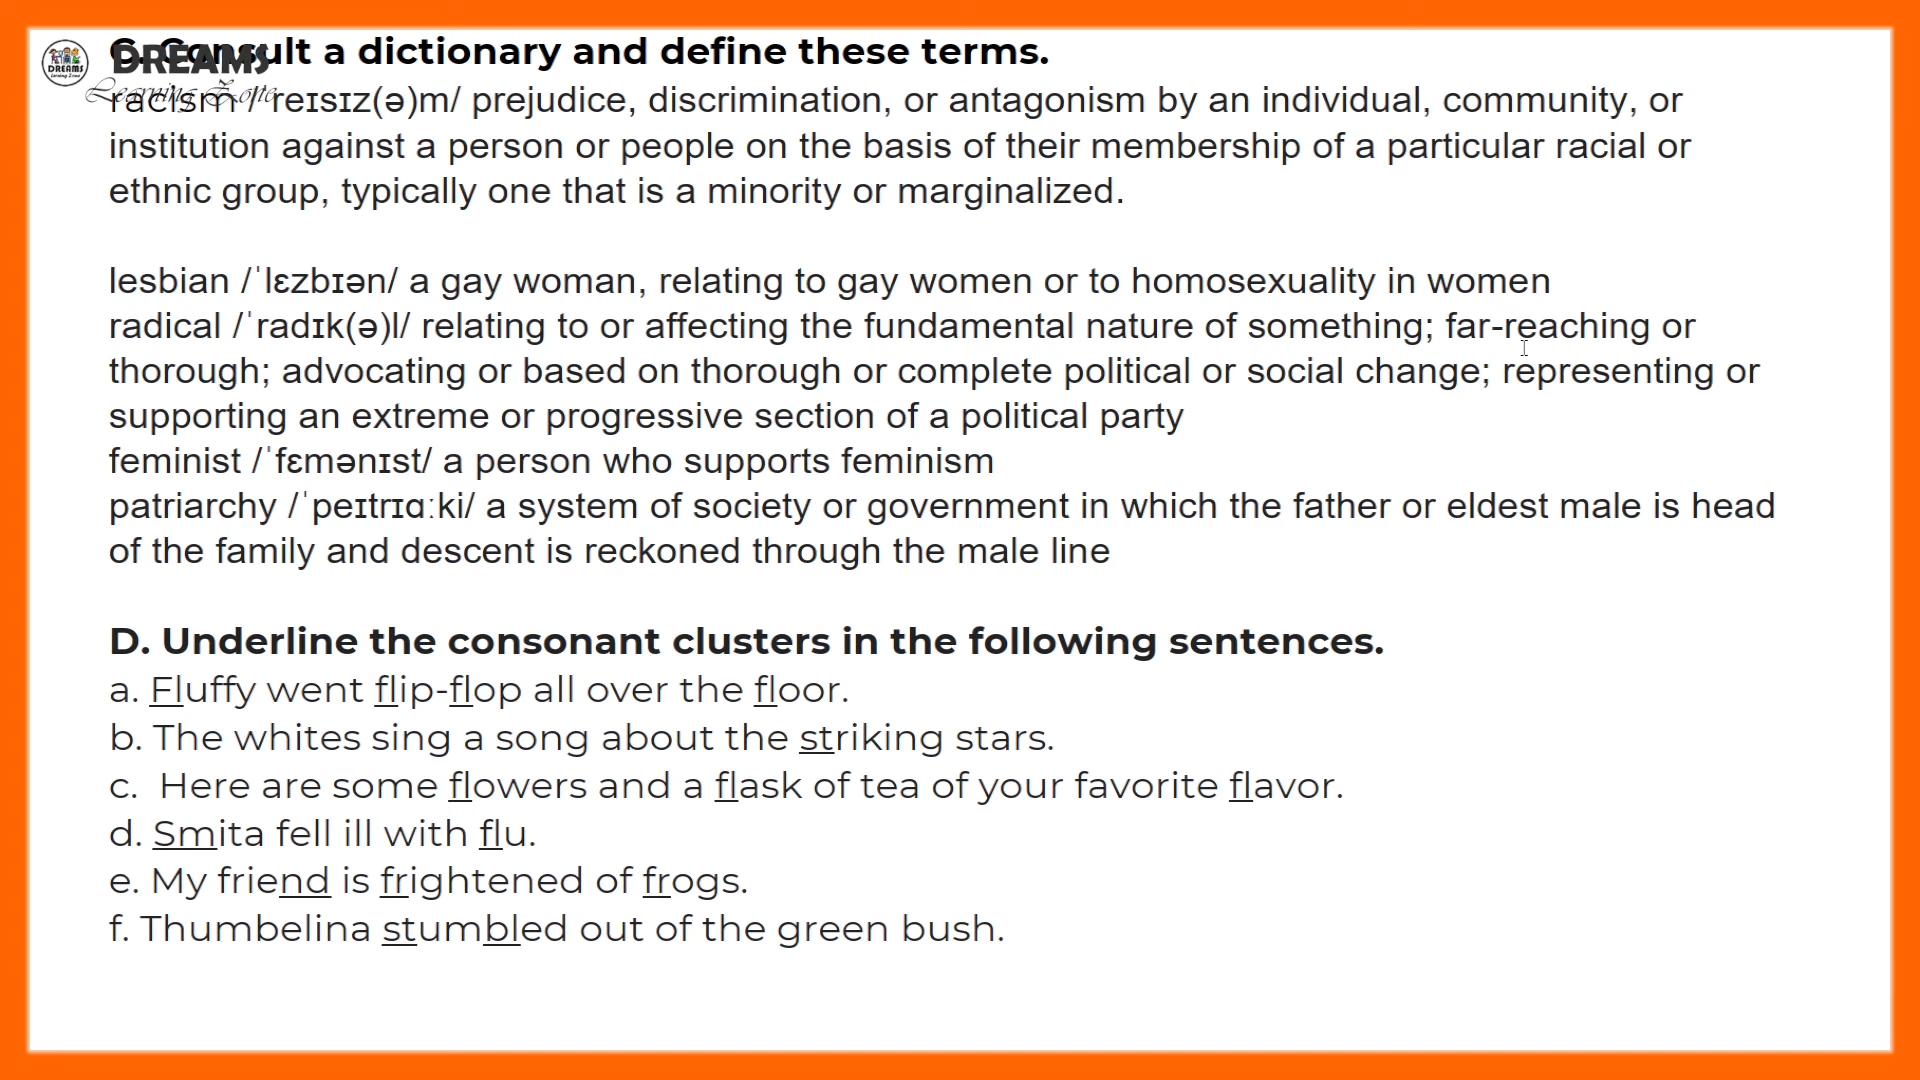 C. Consult a dictionary and define these terms.
DREAMS
Learning Zone
DREAMS
Learning Zone
racism /ˈreɪsɪz(ə)m/ prejudice, discrimination, or antagonism by an individual, community, or
institution against a person or people on the basis of their membership of a particular racial or
ethnic group, typically one that is a minority or marginalized.
lesbian /ˈlɛzbɪən/ a gay woman, relating to gay women or to homosexuality in women
radical /ˈradɪk(ə)l/ relating to or affecting the fundamental nature of something; far-reaching or
thorough; advocating or based on thorough or complete political or social change; representing or
supporting an extreme or progressive section of a political party
feminist /ˈfɛmənɪst/ a person who supports feminism
patriarchy /ˈpeɪtrɪɑːki/ a system of society or government in which the father or eldest male is head
of the family and descent is reckoned through the male line
D. Underline the consonant clusters in the following sentences.
a. Fluffy went flip-flop all over the floor.
b. The whites sing a song about the striking stars.
c. Here are some flowers and a flask of tea of your favorite flavor.
d. Smita fell ill with flu.
e. My friend is frightened of frogs.
f. Thumbelina stumbled out of the green bush.